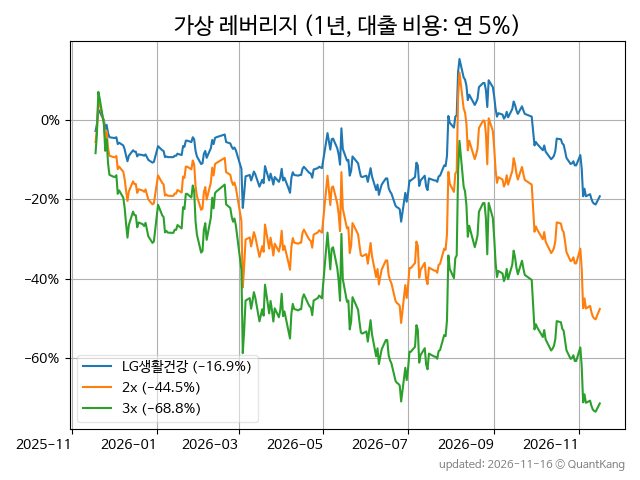 가상 레버리지 (1년, 대출 비용: 연 5%)
0%
−20%
−40%
−60%
LG생활건강 (−16.9%)
2x (−44.5%)
3x (−68.8%)
2025−11 2026−01 2026−03 2026−05 2026−07 2026−09 2026−11
updated: 2026-11-16 © QuantKang